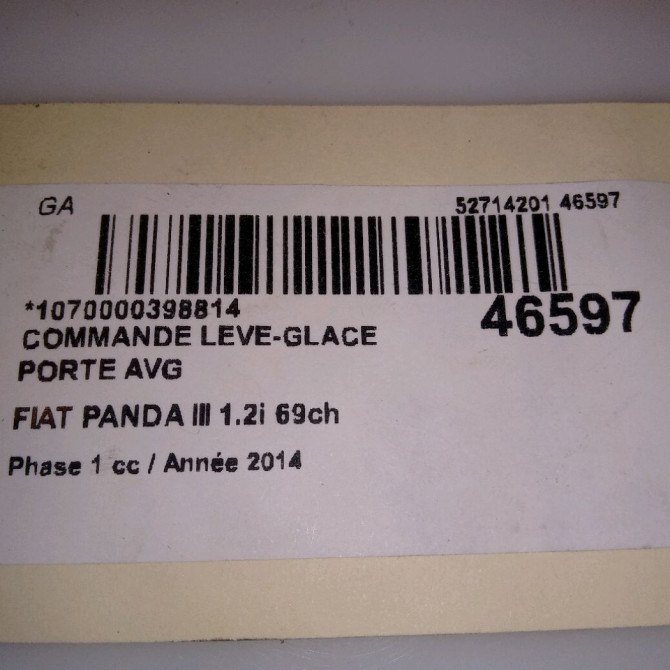 GA
52714201 46597
*1070000398814
46597
COMMANDE LEVE-GLACE
PORTE AVG
FIAT PANDA III 1.2i 69ch
Phase 1 cc / Année 2014